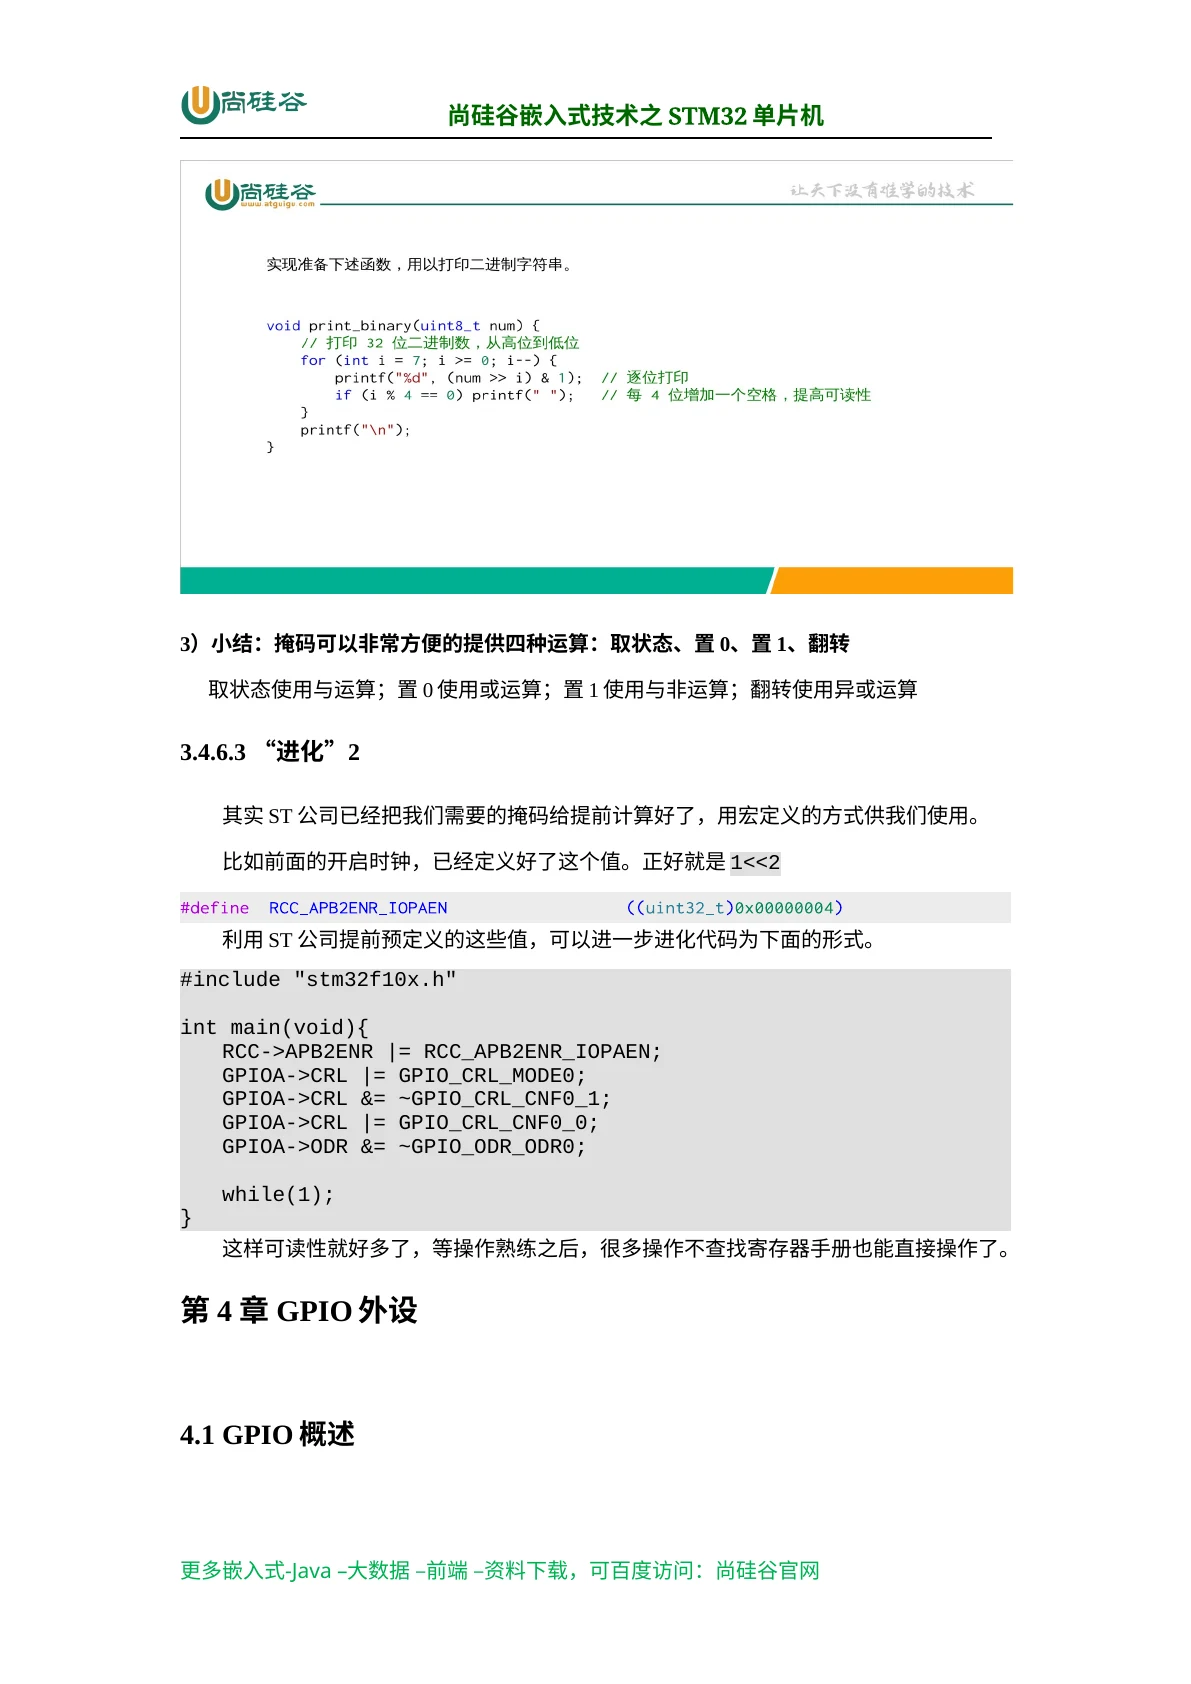 尚硅谷
尚硅谷嵌入式技术之 STM32 单片机
尚硅谷
www.atguigu.com
让天下没有难学的技术
实现准备下述函数，用以打印二进制字符串。
void print_binary(uint8_t num) {
    // 打印 32 位二进制数，从高位到低位
    for (int i = 7; i >= 0; i--) {
        printf("%d", (num >> i) & 1);  // 逐位打印
        if (i % 4 == 0) printf(" ");   // 每 4 位增加一个空格，提高可读性
    }
    printf("\n");
}
3）小结：掩码可以非常方便的提供四种运算：取状态、置 0、置 1、翻转
取状态使用与运算；置 0 使用或运算；置 1 使用与非运算；翻转使用异或运算
3.4.6.3 “进化”2
其实 ST 公司已经把我们需要的掩码给提前计算好了，用宏定义的方式供我们使用。
比如前面的开启时钟，已经定义好了这个值。正好就是 1<<2
#define  RCC_APB2ENR_IOPAEN                  ((uint32_t)0x00000004)
利用 ST 公司提前预定义的这些值，可以进一步进化代码为下面的形式。
#include "stm32f10x.h"
int main(void){
    RCC->APB2ENR |= RCC_APB2ENR_IOPAEN;
    GPIOA->CRL |= GPIO_CRL_MODE0;
    GPIOA->CRL &= ~GPIO_CRL_CNF0_1;
    GPIOA->CRL |= GPIO_CRL_CNF0_0;
    GPIOA->ODR &= ~GPIO_ODR_ODR0;
    while(1);
}
这样可读性就好多了，等操作熟练之后，很多操作不查找寄存器手册也能直接操作了。
第 4 章 GPIO 外设
4.1 GPIO 概述
更多嵌入式-Java –大数据 –前端 –资料下载，可百度访问：尚硅谷官网